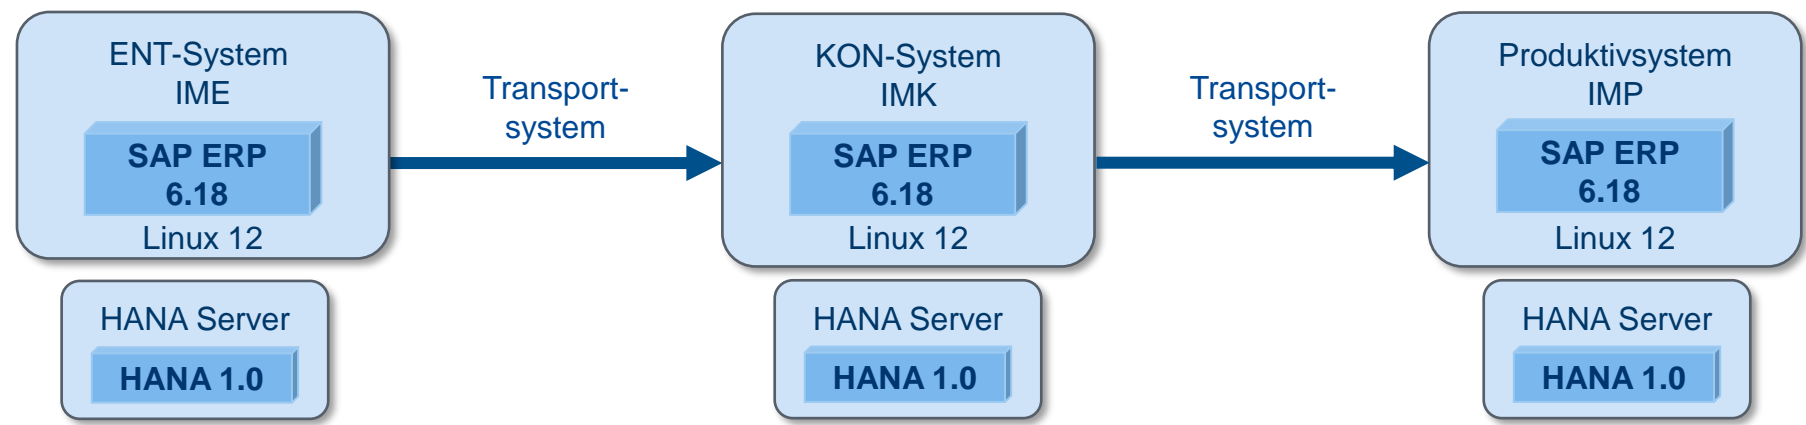 ENT-System
IME
SAP ERP
6.18
Linux 12
HANA Server
HANA 1.0
Transport-
system
KON-System
IMK
SAP ERP
6.18
Linux 12
HANA Server
HANA 1.0
Transport-
system
Produktivsystem
IMP
SAP ERP
6.18
Linux 12
HANA Server
HANA 1.0